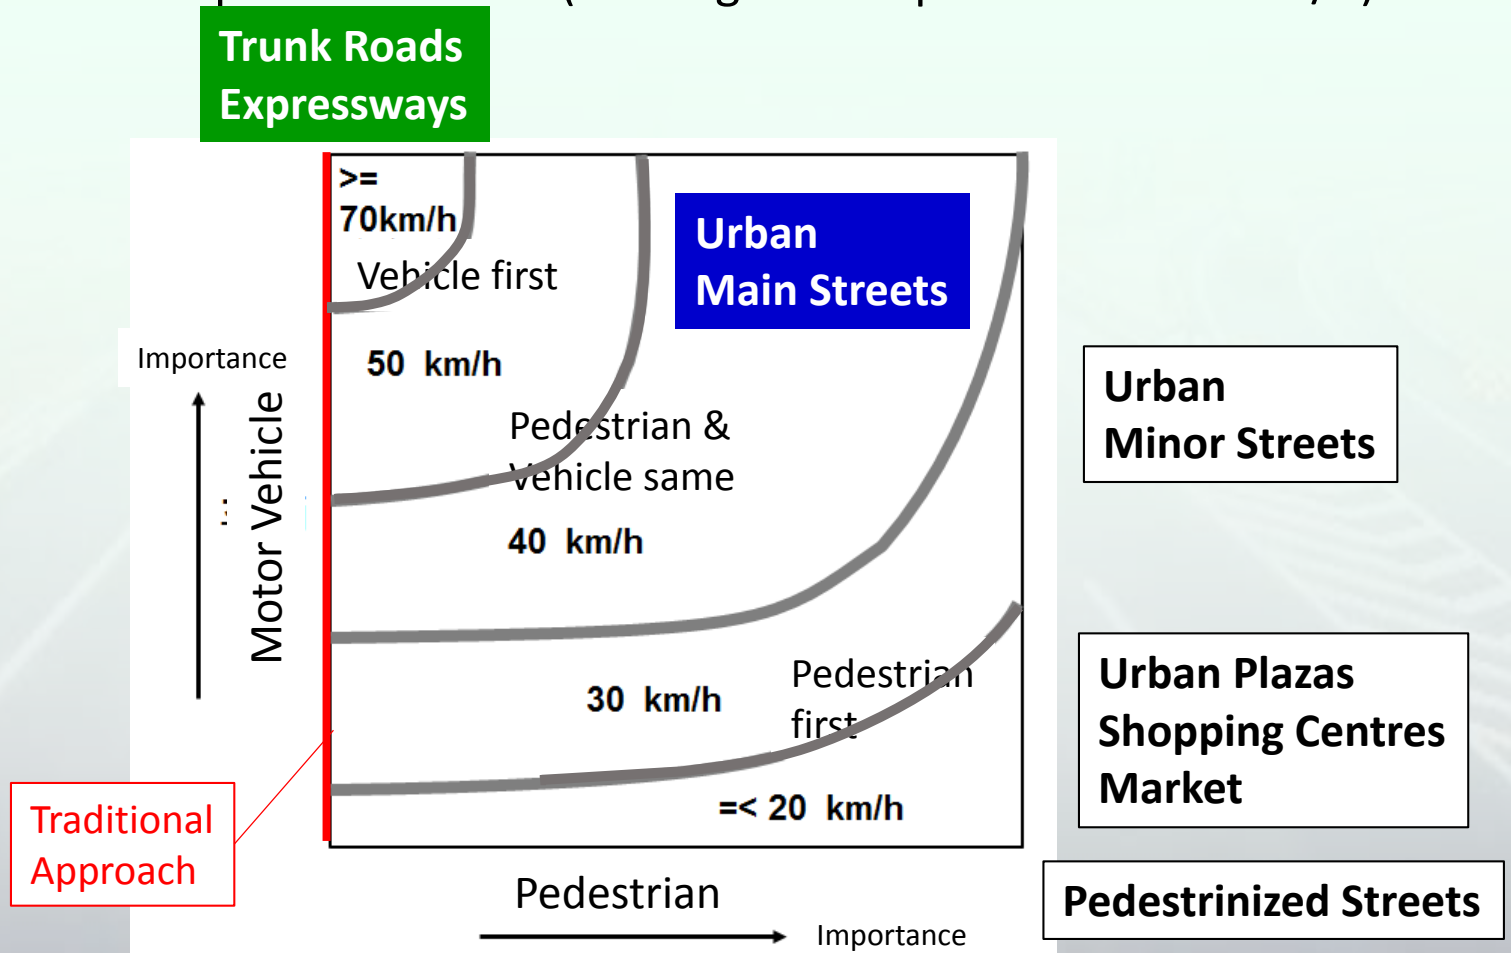 Trunk Roads
Expressways
>=
70km/h
Vehicle first
Urban
Main Streets
Importance
50 km/h
Motor Vehicle
Pedestrian &
Vehicle same
40 km/h
Urban
Minor Streets
30 km/h
Pedestrian
first
=< 20 km/h
Urban Plazas
Shopping Centres
Market
Traditional
Approach
Pedestrian
Importance
Pedestrinized Streets